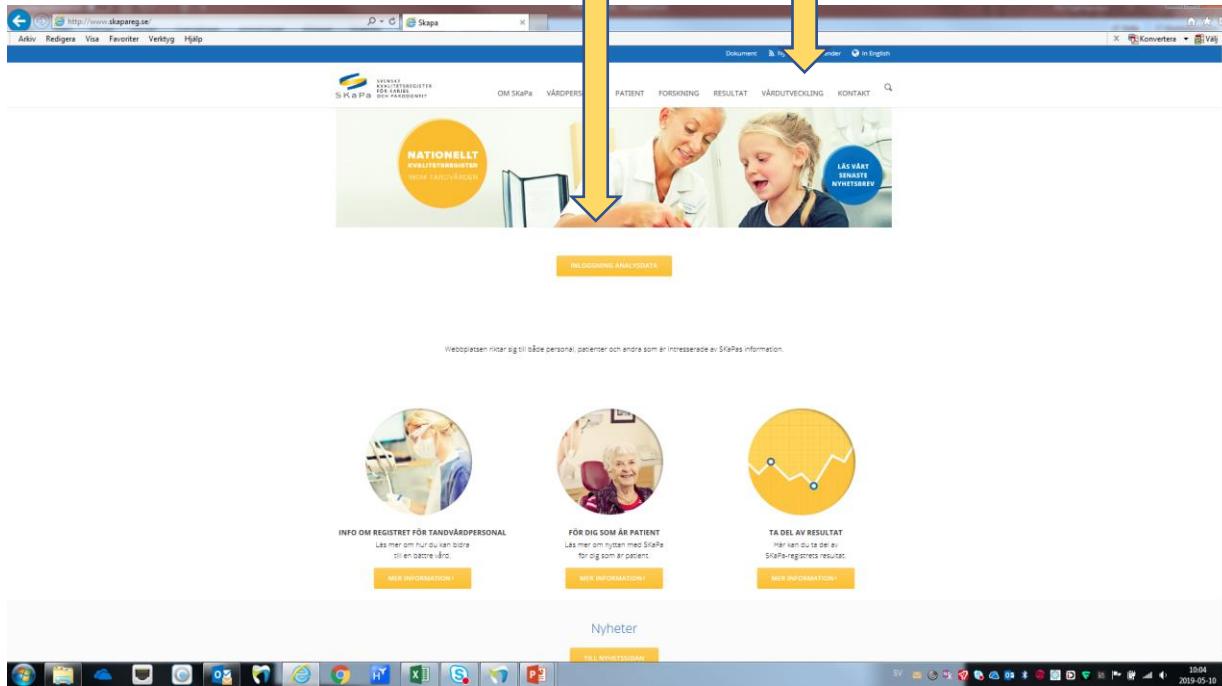 http://www.skapareg.se/
Skapa
Arkiv Redigera Visa Favoriter Verktyg Hjälp
Konvertera Välj
Dokument In English
SKaPa
SVENSKT
KVALITETSREGISTER
FÖR KARIES
OCH PARODONTIT
OM SKaPa PATIENT FORSKNING RESULTAT VÅRDUTVECKLING KONTAKT
NATIONELLT
KVALITETSREGISTER
INOM TANDVÅRDEN
LÄS VÅRT
SENASTE
NYHETSBREV
INLOGGNING ANALYSDATA
Webbplatsen riktar sig till både personal, patienter och andra som är intresserade av SKaPas information.
INFO OM REGISTRET FÖR TANDVÅRDPERSONAL
Läs mer om hur du kan bidra
till en bättre vård.
MER INFORMATION
FÖR DIG SOM ÄR PATIENT
Läs mer om nyttan med SKaPa
för dig som är patient.
MER INFORMATION
TA DEL AV RESULTAT
Här kan du ta del av
SKaPa-registrets resultat.
MER INFORMATION
Nyheter
TILL NYHETSSIDAN
SV
10:04
2019-05-10